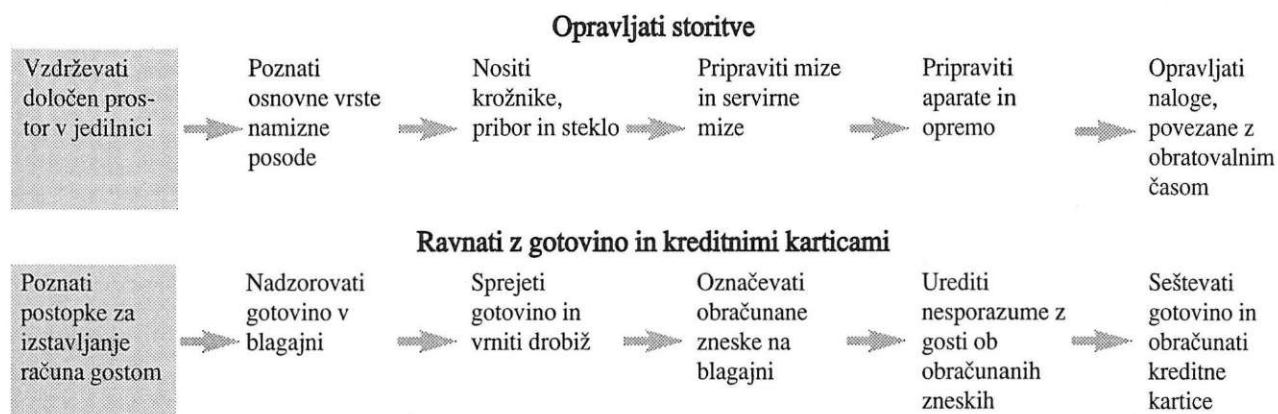 Opravljati storitve
Vzdrževati
določen pros-
tor v jedilnici
Poznati
osnovne vrste
namizne
posode
Nositi
krožnike,
pribor in steklo
Pripraviti mize
in servirne
mize
Pripraviti
aparate in
opremo
Opravljati
naloge,
povezane z
obratovalnim
časom
Ravnati z gotovino in kreditnimi karticami
Poznati
postopke za
izstavljanje
računa gostom
Nadzorovati
gotovino v
blagajni
Sprejeti
gotovino in
vrniti drobiž
Označevati
obračunane
zneske na
blagajni
Urediti
nesporazume z
gosti ob
obračunanih
zneskih
Seštevati
gotovino in
obračunati
kreditne
kartice